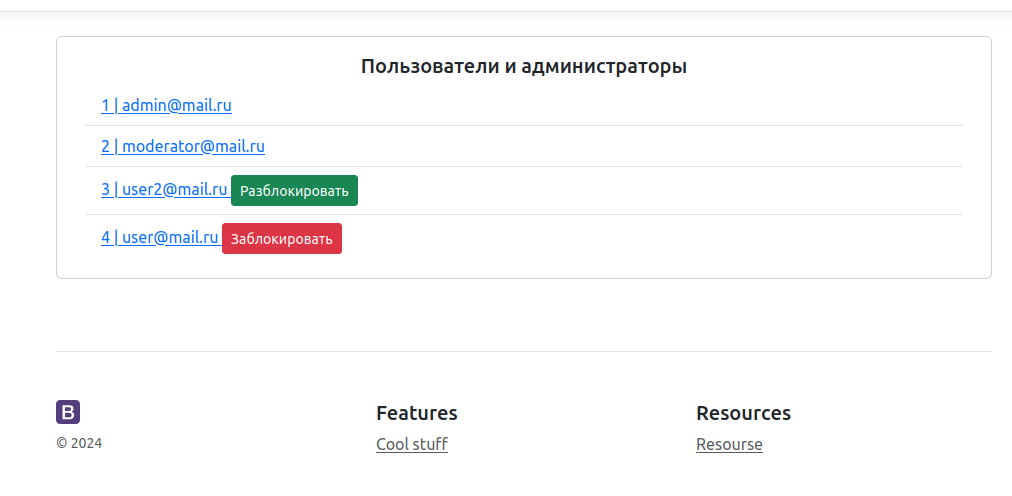 Пользователи и администраторы
1 | admin@mail.ru
2 | moderator@mail.ru
3 | user2@mail.ru Разблокировать
4 | user@mail.ru Заблокировать
B
Features
Resources
© 2024
Cool stuff
Resourse